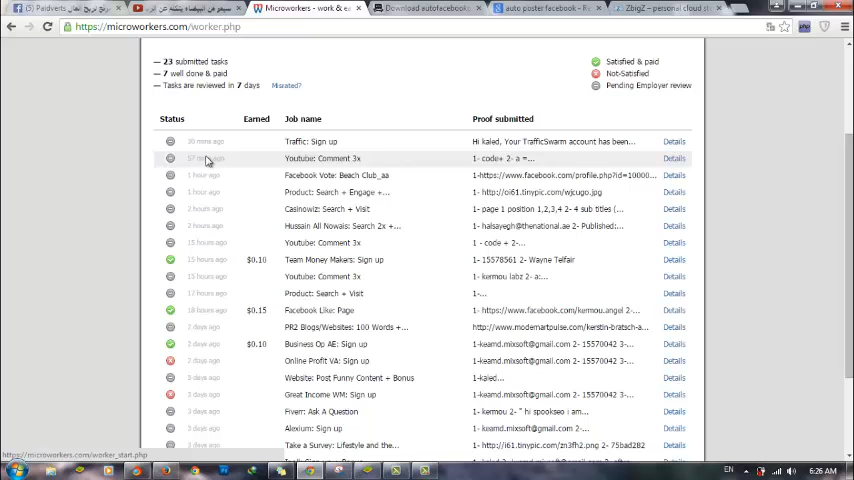 Paidverts
Microworkers - work & e
Download autofacebook
auto poster facebook -
ZbigZ – personal cloud st
https://microworkers.com/worker.php
— 23 submitted tasks
— 7 well done & paid
— Tasks are reviewed in 7 days Misrated?
Satisfied & paid
Not-Satisfied
Pending Employer review
Status Earned Job name Proof submitted
30 mins ago Traffic: Sign up Hi kaled, Your TrafficSwarm account has been... Details
57 mins ago Youtube: Comment 3x 1- code+ 2- a =... Details
1 hour ago Facebook Vote: Beach Club_aa 1-https://www.facebook.com/profile.php?id=10000... Details
1 hour ago Product: Search + Engage +... 1- http://oi61.tinypic.com/wjcugo.jpg Details
2 hours ago Casinowiz: Search + Visit 1- page 1 position 1,2,3,4 2- 4 sub titles (... Details
2 hours ago Hussain All Nowais: Search 2x +... 1- halsayegh@thenational.ae 2- Published:... Details
15 hours ago Youtube: Comment 3x 1 - code + 2-... Details
15 hours ago $0.10 Team Money Makers: Sign up 1- 15578561 2- Wayne Telfair Details
15 hours ago Youtube: Comment 3x 1- kermou labz 2- a:... Details
17 hours ago Product: Search + Visit 1-... Details
18 hours ago $0.15 Facebook Like: Page 1- https://www.facebook.com/kermou.angel 2-... Details
2 days ago PR2 Blogs/Websites: 100 Words +... http://www.modernartpulse.com/kerstin-bratsch-a... Details
2 days ago $0.10 Business Op AE: Sign up 1-keamd.mixsoft@gmail.com 2- 15570042 3-... Details
2 days ago Online Profit VA: Sign up 1-keamd.mixsoft@gmail.com 2- 15570042 3-... Details
3 days ago Website: Post Funny Content + Bonus 1-kaled... Details
3 days ago Great Income WM: Sign up 1- keamd.mixsoft@gmail.com 2- 15570042 3-... Details
3 days ago Fiverr: Ask A Question 1- kermou 2- " hi spookseo i am... Details
3 days ago Alexium: Sign up 1- keamd.mixsoft@gmail.com 2-... Details
3 days ago Take a Survey: Lifestyle and the... 1- http://i61.tinypic.com/zn3fh2.png 2- 75bad282 Details
https://microworkers.com/worker_start.php
EN 6:26 AM